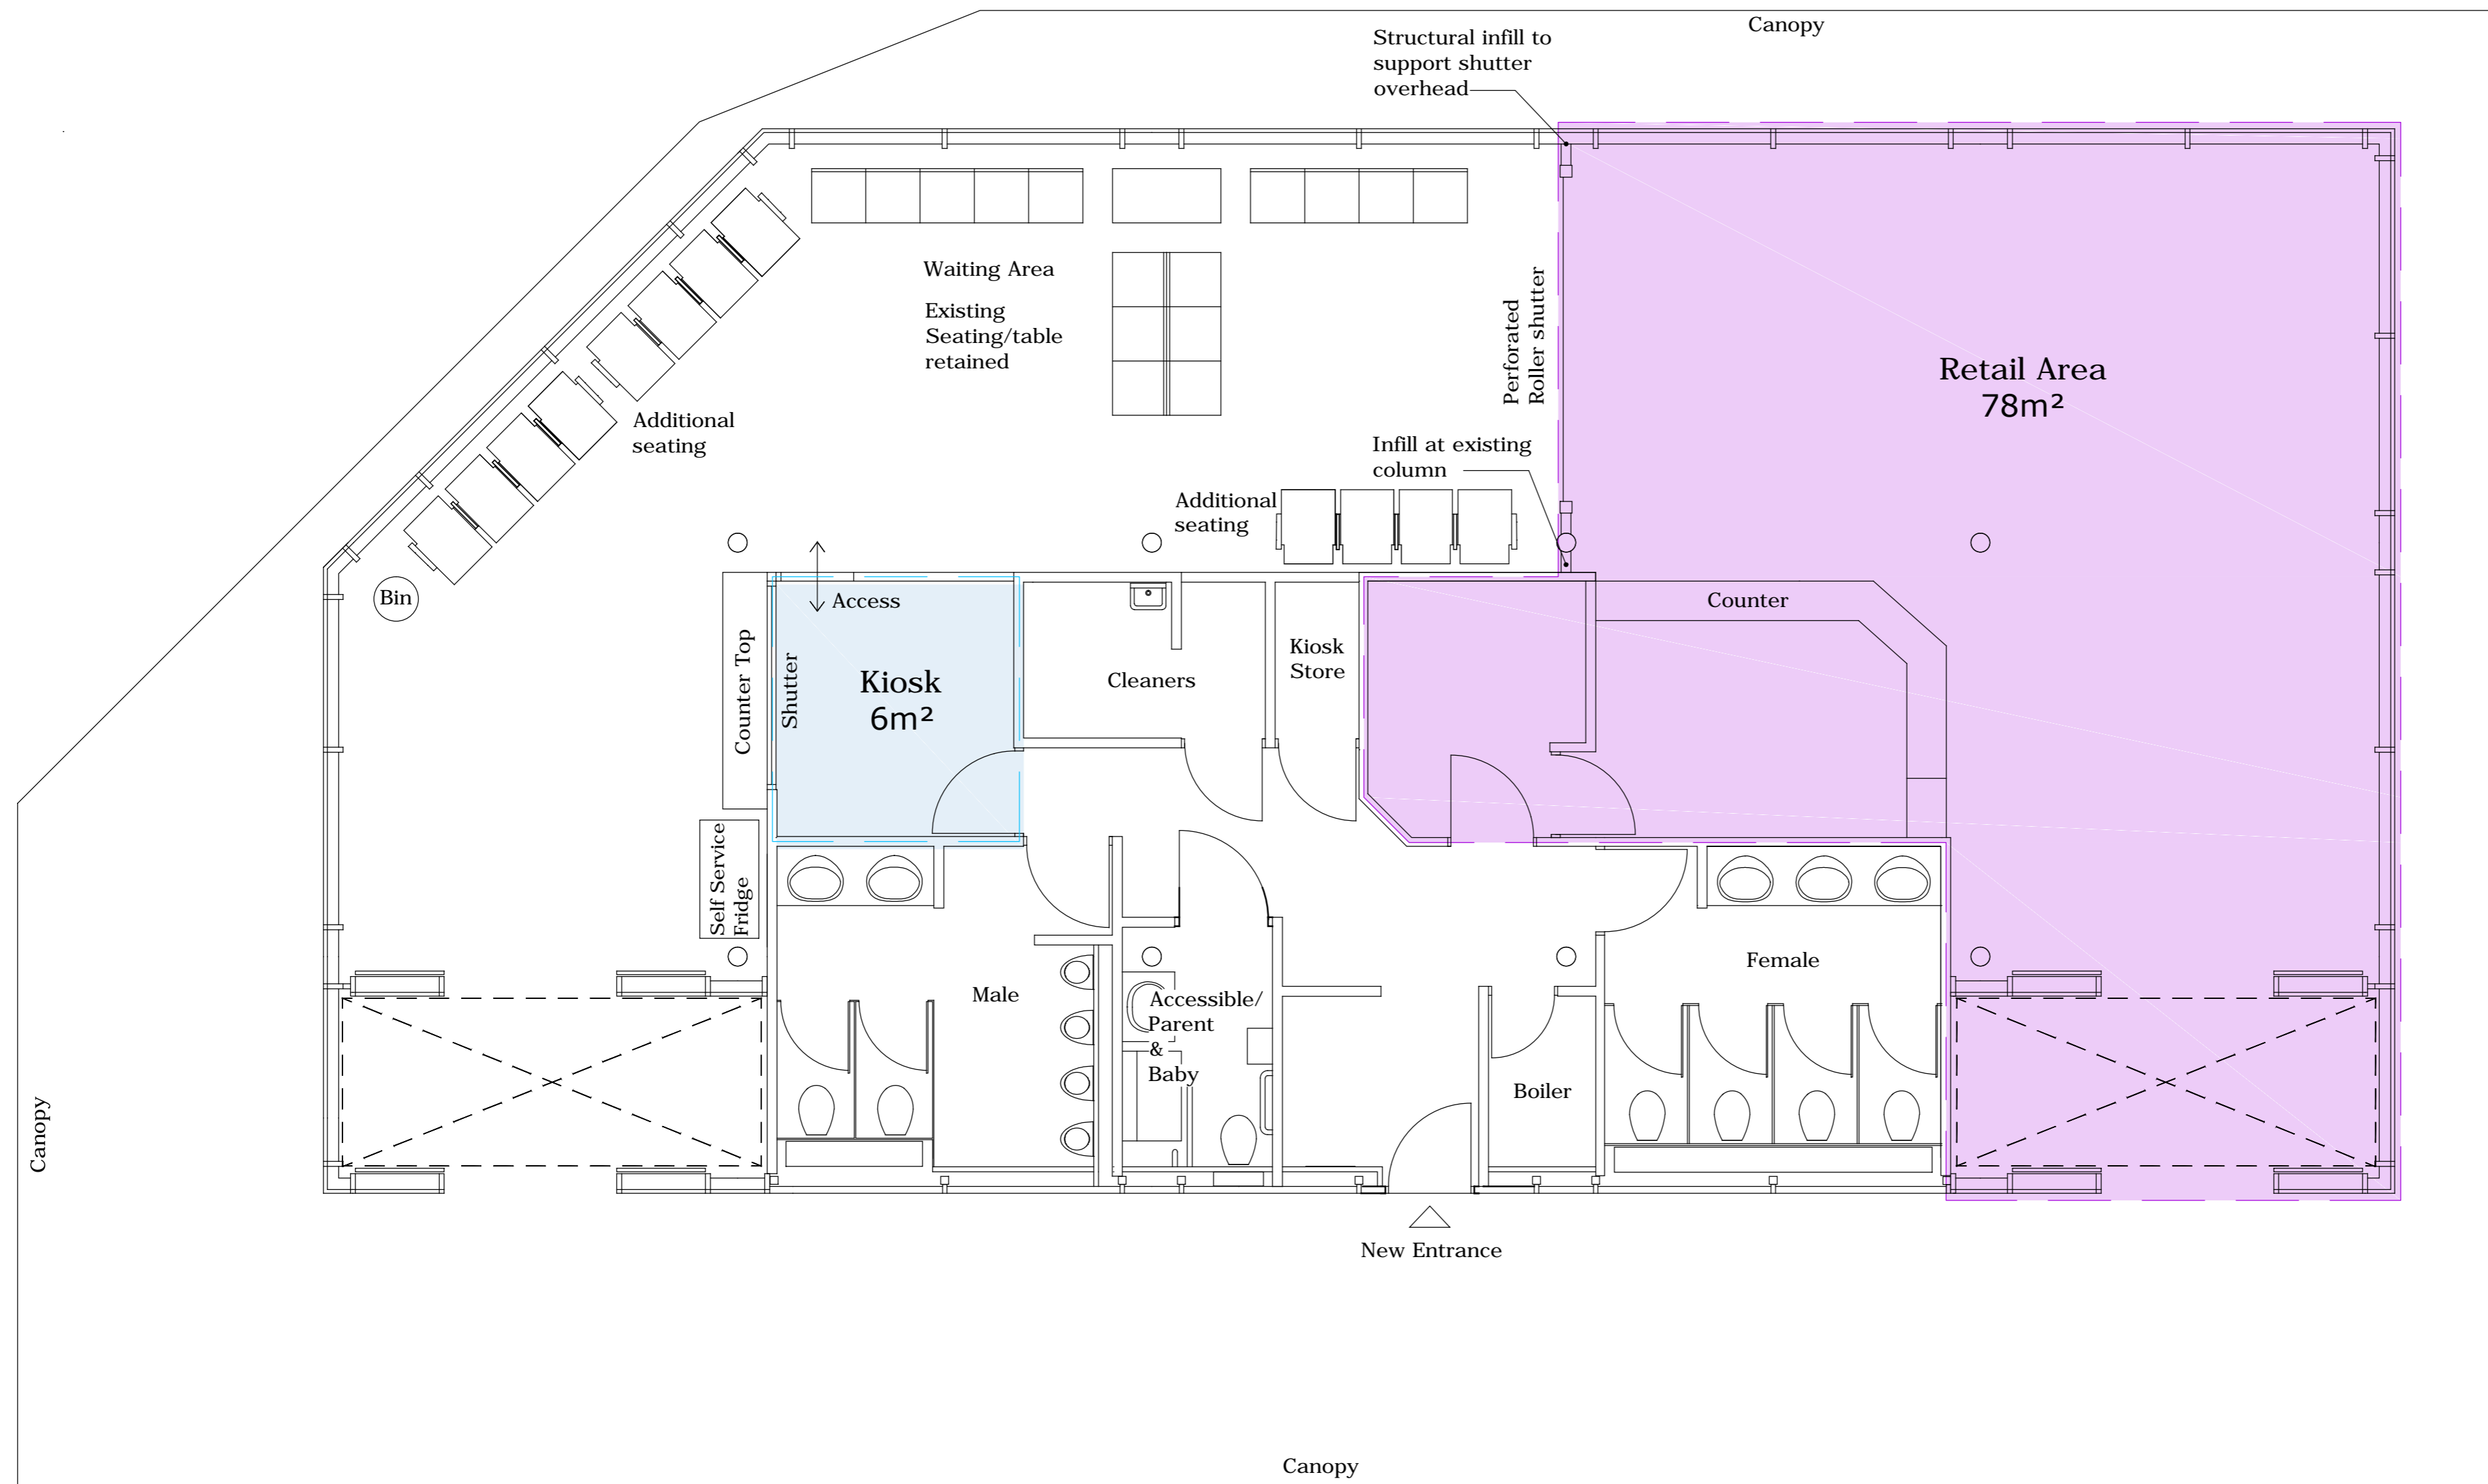 Canopy
Structural infill to
support shutter
overhead
Waiting Area
Existing
Seating/table
retained
Perforated
Roller shutter
Retail Area
78m²
Additional
seating
Infill at existing
column
Additional
seating
Bin
Access
Counter
Counter Top
Shutter
Kiosk
6m²
Cleaners
Kiosk
Store
Self Service
Fridge
Male
Accessible/
Parent
&
Baby
Female
Boiler
Canopy
New Entrance
Canopy